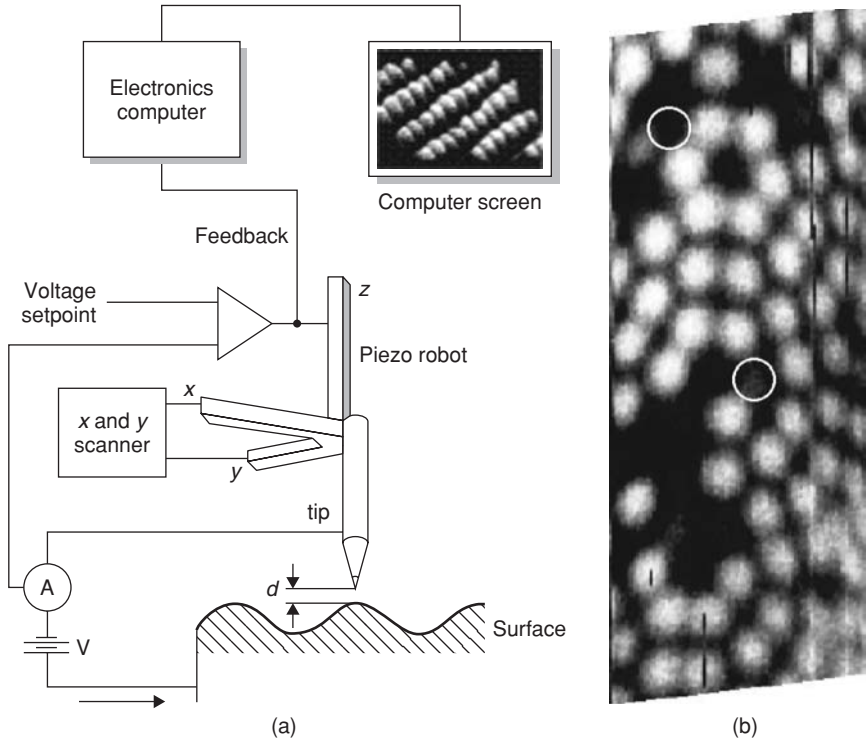 Electronics
computer
Computer screen
Feedback
Voltage
setpoint
z
Piezo robot
x
x and y
scanner
y
tip
A
d
V
Surface
(a)
(b)